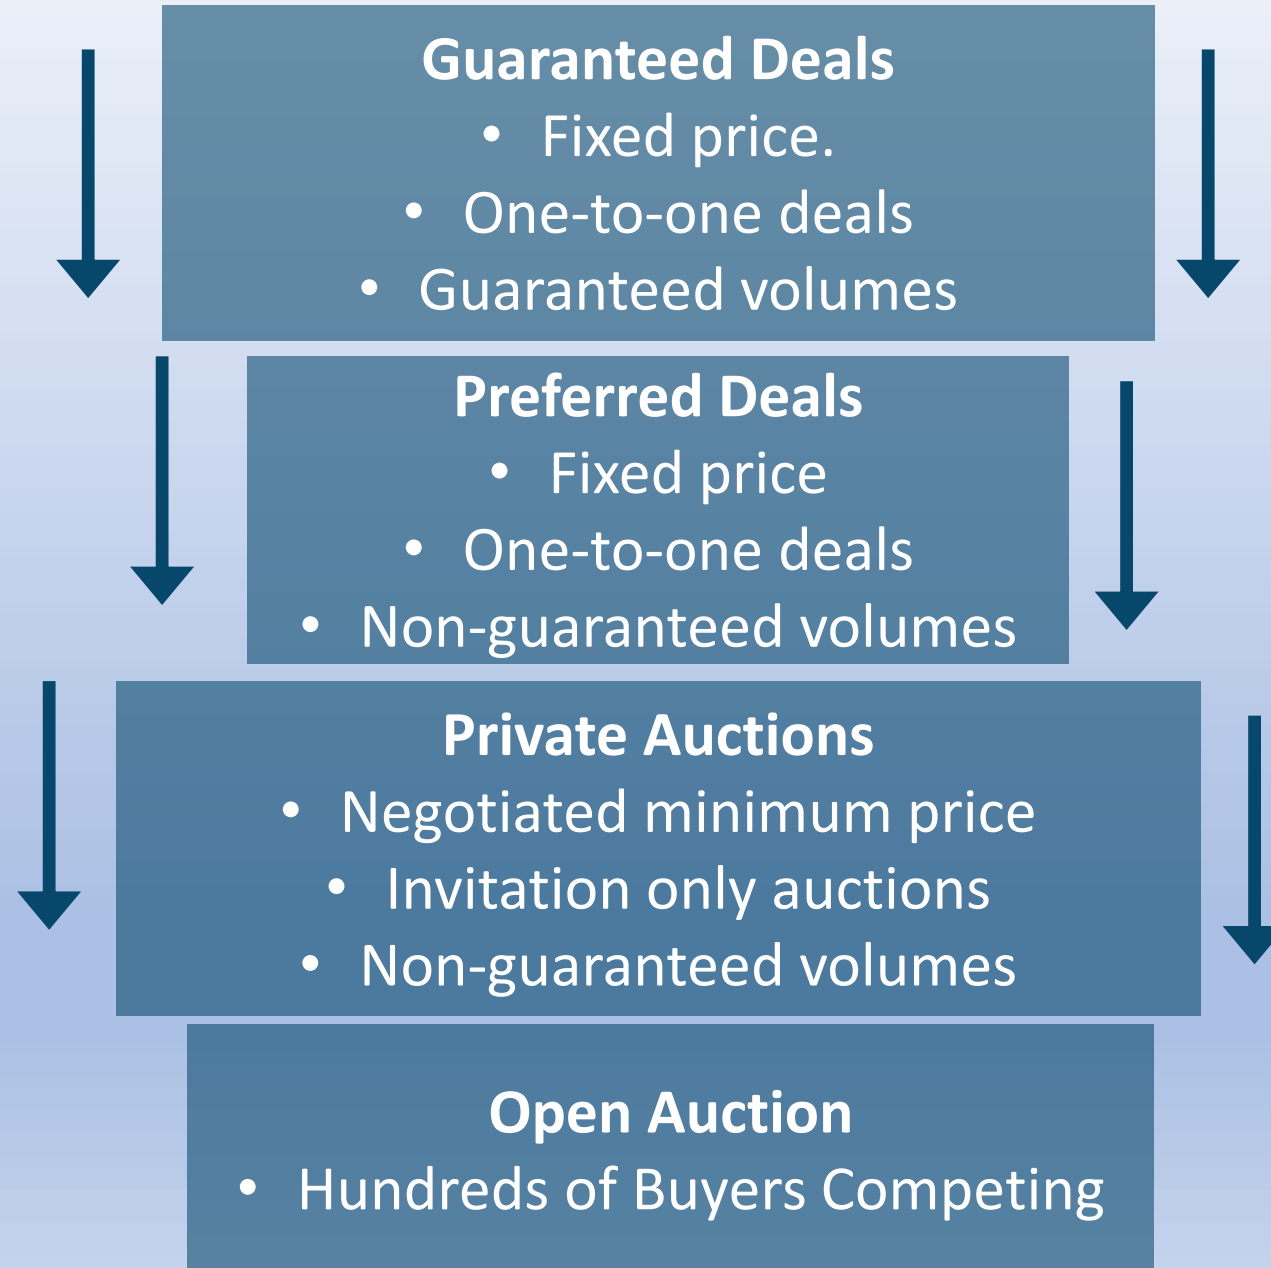 Guaranteed Deals
• Fixed price.
• One-to-one deals
• Guaranteed volumes
Preferred Deals
• Fixed price
• One-to-one deals
• Non-guaranteed volumes
Private Auctions
• Negotiated minimum price
• Invitation only auctions
• Non-guaranteed volumes
Open Auction
• Hundreds of Buyers Competing